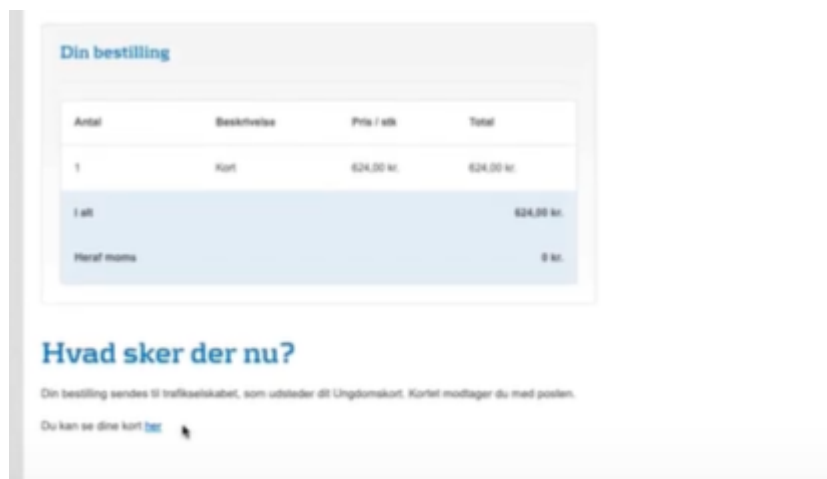 Din bestilling
Antal Beskrivelse Pris / stk Total
1 Kort 624,00 kr. 624,00 kr.
I alt 624,00 kr.
Heraf moms 0 kr.
Hvad sker der nu?
Din bestilling sendes til trafikselskabet, som udsteder dit Ungdomskort. Kortet modtager du med posten.
Du kan se dine kort her